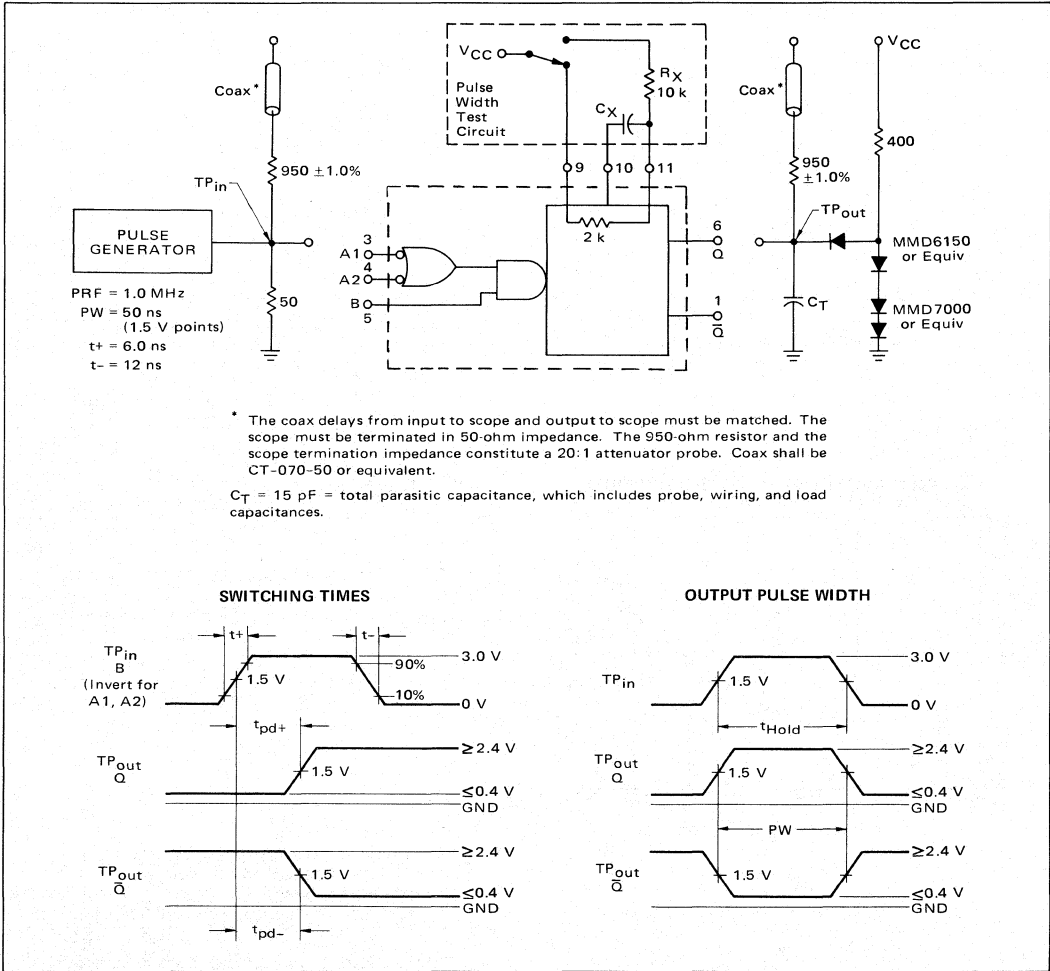 Coax*
950 ±1.0%
TPin
PULSE
GENERATOR
PRF = 1.0 MHz
PW = 50 ns
(1.5 V points)
t+ = 6.0 ns
t– = 12 ns
50
VCC
Pulse
Width
Test
Circuit
RX
10 k
CX
9
10
11
2 k
3
A1
4
A2
B
5
6
Q
1
Q̅
Coax*
950
±1.0%
TPout
CT
VCC
400
MMD6150
or Equiv
MMD7000
or Equiv
* The coax delays from input to scope and output to scope must be matched. The
scope must be terminated in 50-ohm impedance. The 950-ohm resistor and the
scope termination impedance constitute a 20:1 attenuator probe. Coax shall be
CT-070-50 or equivalent.
CT = 15 pF = total parasitic capacitance, which includes probe, wiring, and load
capacitances.
SWITCHING TIMES
t+
t–
TPin
B
(Invert for
A1, A2)
1.5 V
3.0 V
90%
10%
0 V
tpd+
TPout
Q
1.5 V
≥2.4 V
≤0.4 V
GND
TPout
Q̅
1.5 V
≥2.4 V
≤0.4 V
GND
tpd–
OUTPUT PULSE WIDTH
TPin
1.5 V
3.0 V
0 V
tHold
TPout
Q
1.5 V
≥2.4 V
≤0.4 V
GND
PW
TPout
Q̅
1.5 V
≥2.4 V
≤0.4 V
GND